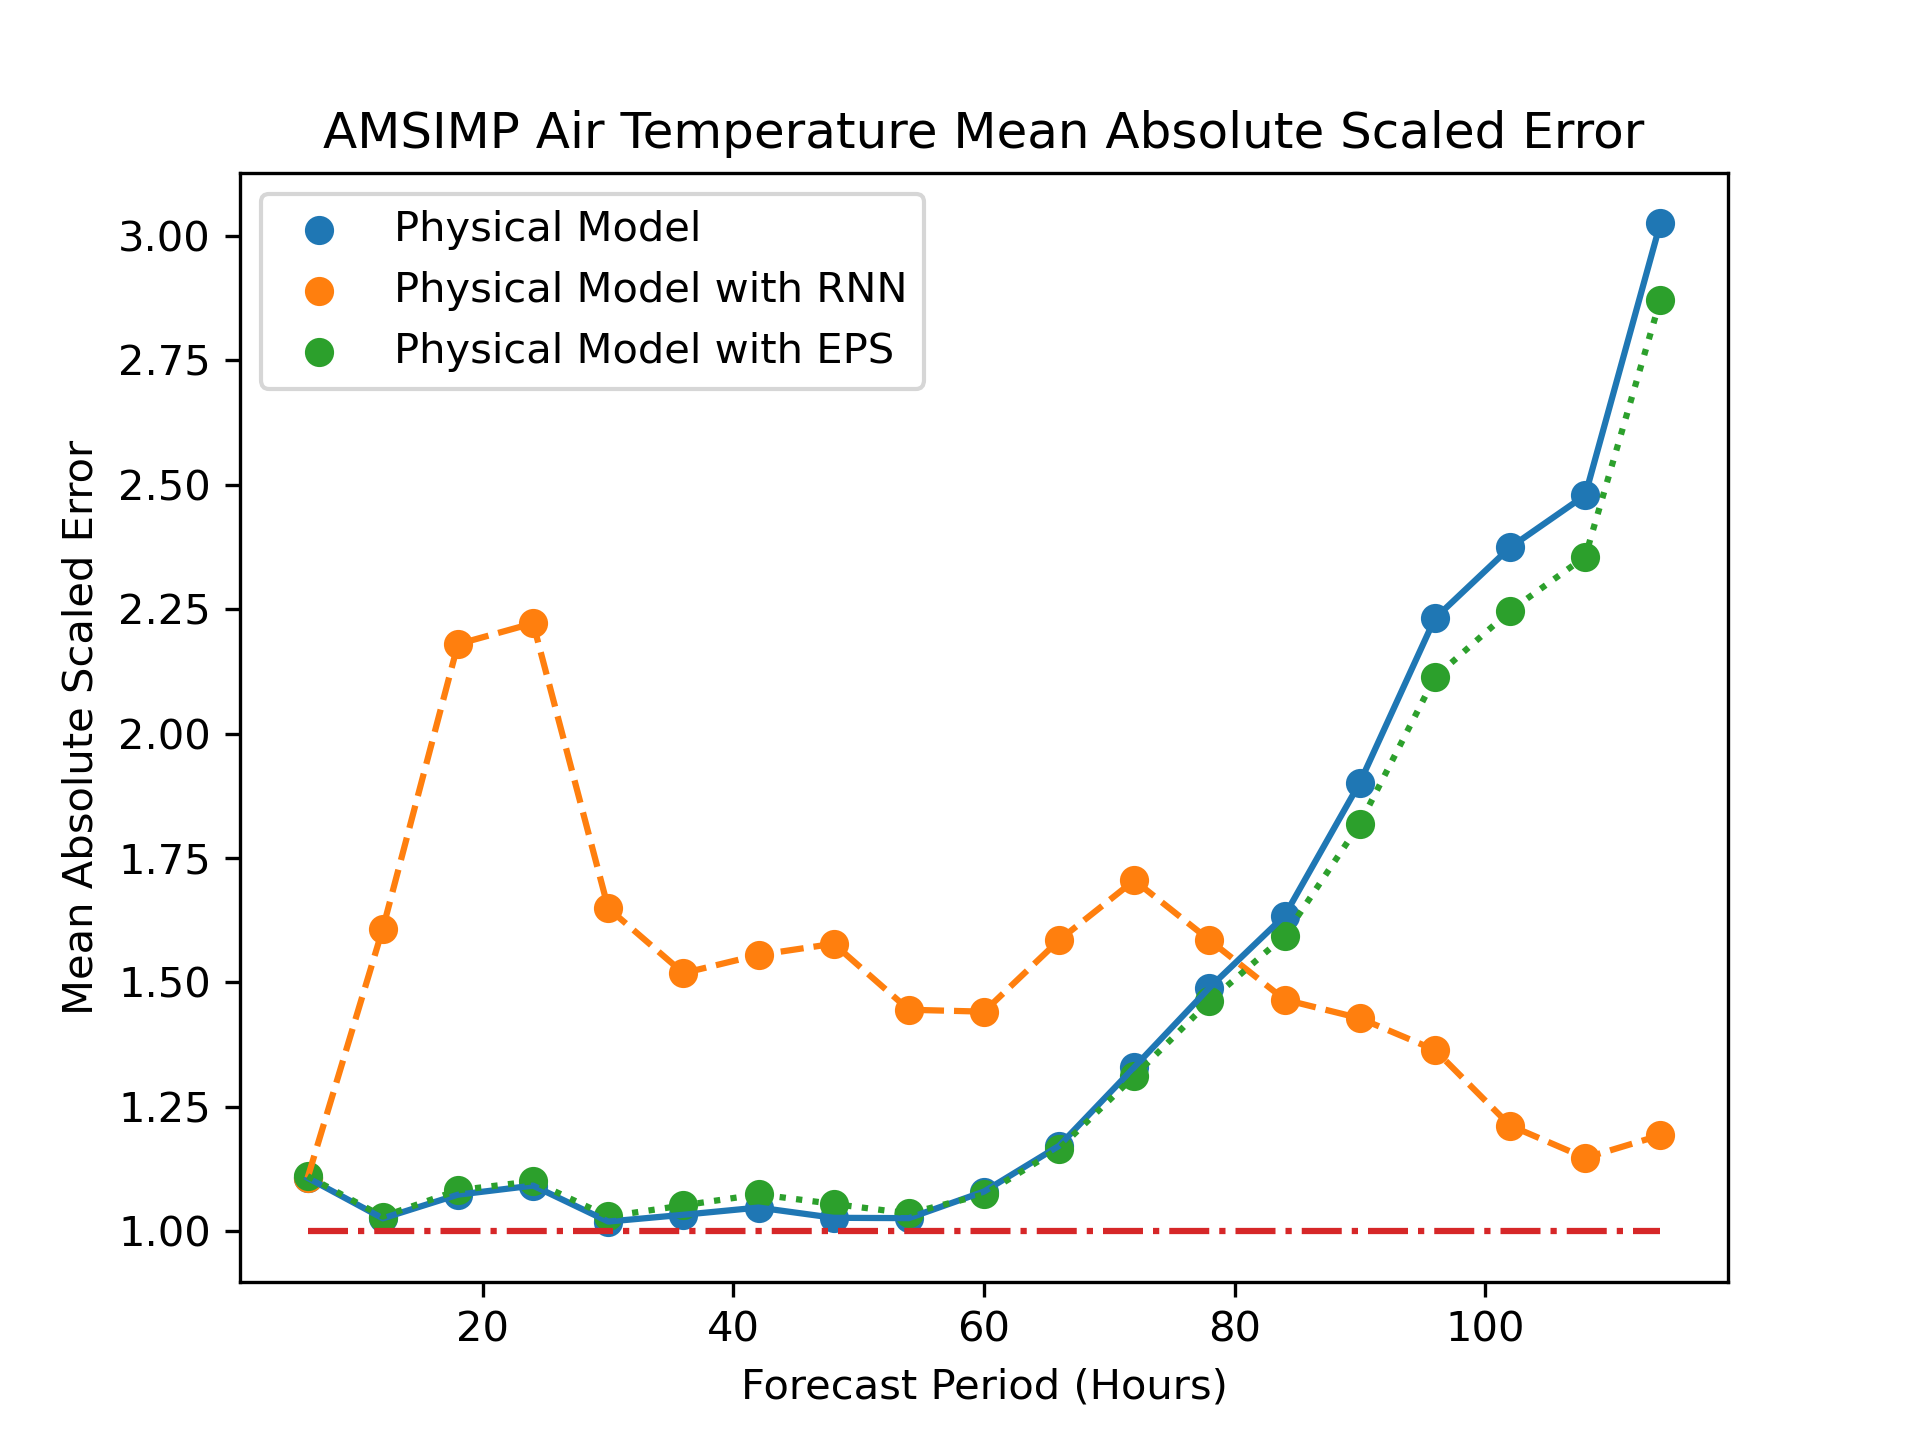 AMSIMP Air Temperature Mean Absolute Scaled Error
Physical Model
Physical Model with RNN
Physical Model with EPS
Mean Absolute Scaled Error
3.00
2.75
2.50
2.25
2.00
1.75
1.50
1.25
1.00
20 40 60 80 100
Forecast Period (Hours)